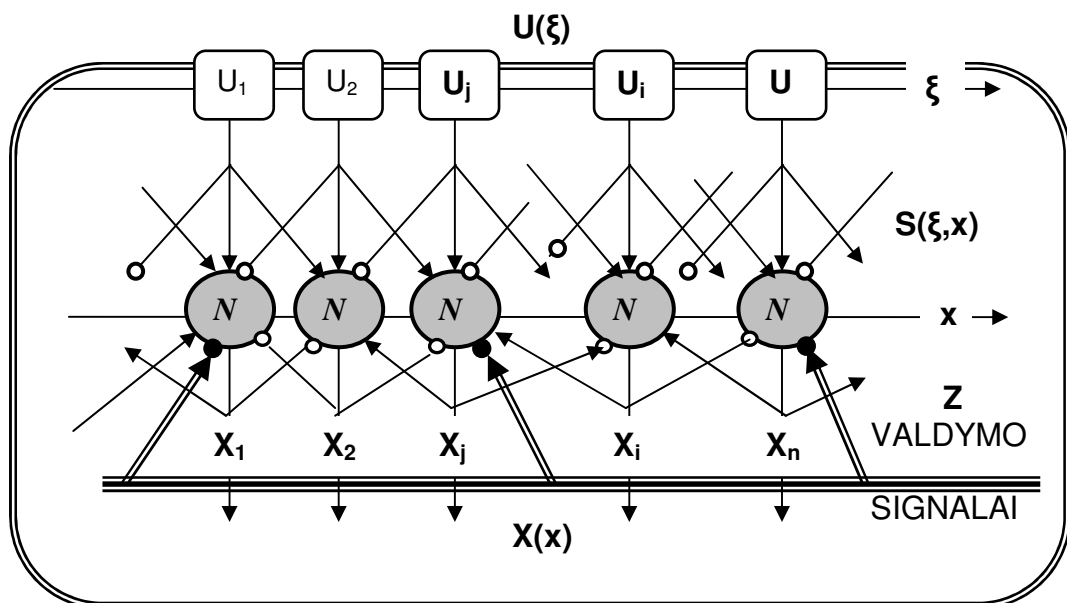 U(ξ)
U₁ U₂ Uⱼ Uᵢ U ξ
S(ξ,x)
N N N N N x
Z
X₁ X₂ Xⱼ Xᵢ Xₙ VALDYMO
SIGNALAI
X(x)